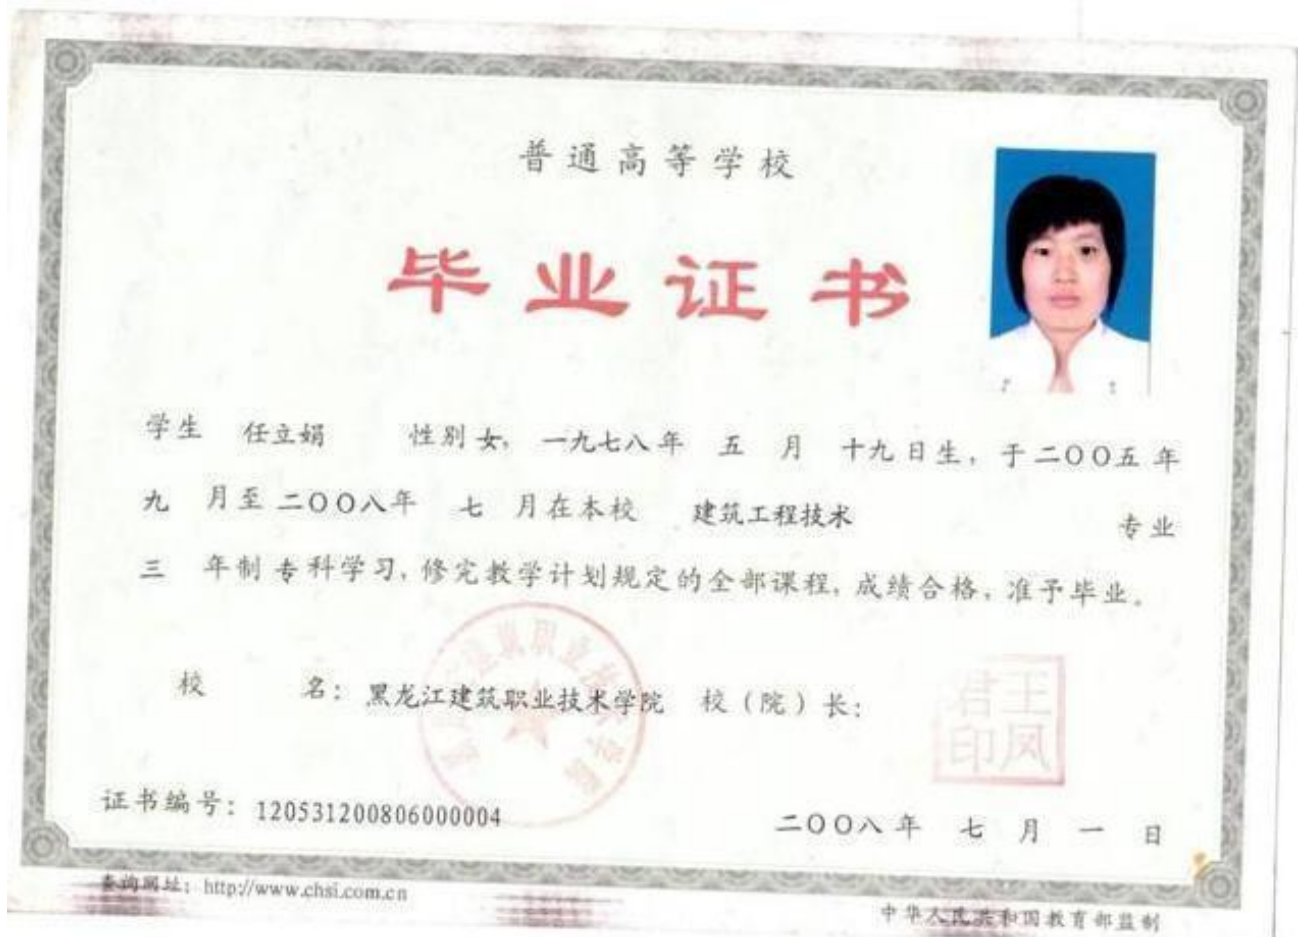 普通高等学校
毕业证书
学生 任立娟 性别 女, 一九七八年 五 月 十九日生, 于二〇〇五年
九 月至二〇〇八年 七 月在本校 建筑工程技术 专业
三 年制 专科学习, 修完教学计划规定的全部课程, 成绩合格, 准予毕业。
校 名: 黑龙江建筑职业技术学院 校(院)长:
王凤
君印
证书编号: 120531200806000004
二〇〇八年 七 月 一 日
查询网址: http://www.chsi.com.cn
中华人民共和国教育部监制